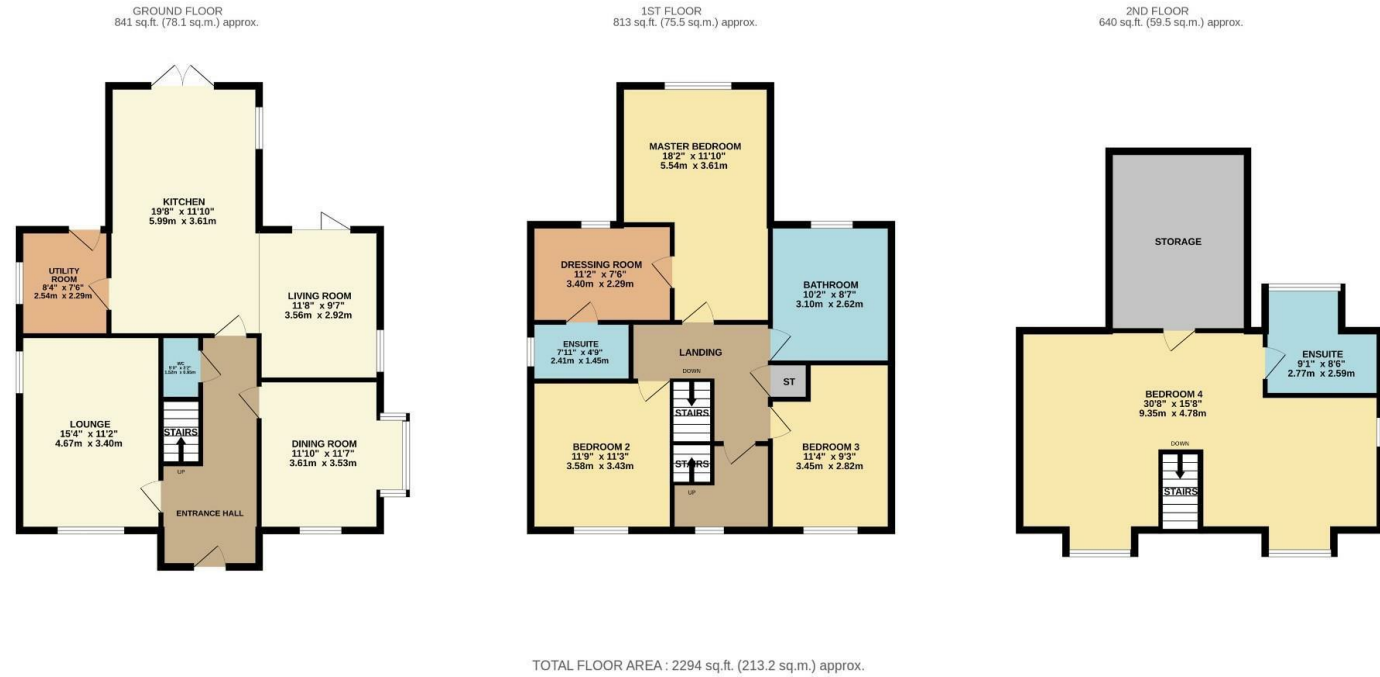 GROUND FLOOR
841 sq.ft. (78.1 sq.m.) approx.
KITCHEN
19'8" x 11'10"
5.99m x 3.61m
UTILITY
ROOM
8'4" x 7'6"
2.54m x 2.29m
LIVING ROOM
11'8" x 9'7"
3.56m x 2.92m
WC
LOUNGE
15'4" x 11'2"
4.67m x 3.40m
STAIRS
UP
DINING ROOM
11'10" x 11'7"
3.61m x 3.53m
ENTRANCE HALL
1ST FLOOR
813 sq.ft. (75.5 sq.m.) approx.
MASTER BEDROOM
18'2" x 11'10"
5.54m x 3.61m
DRESSING ROOM
11'2" x 7'6"
3.40m x 2.29m
BATHROOM
10'2" x 8'7"
3.10m x 2.62m
ENSUITE
7'11" x 4'9"
2.41m x 1.45m
LANDING
DOWN
ST
STAIRS
BEDROOM 2
11'9" x 11'3"
3.58m x 3.43m
BEDROOM 3
11'4" x 9'3"
3.45m x 2.82m
STAIRS
UP
2ND FLOOR
640 sq.ft. (59.5 sq.m.) approx.
STORAGE
ENSUITE
9'1" x 8'6"
2.77m x 2.59m
BEDROOM 4
30'8" x 15'8"
9.35m x 4.78m
DOWN
STAIRS
TOTAL FLOOR AREA : 2294 sq.ft. (213.2 sq.m.) approx.